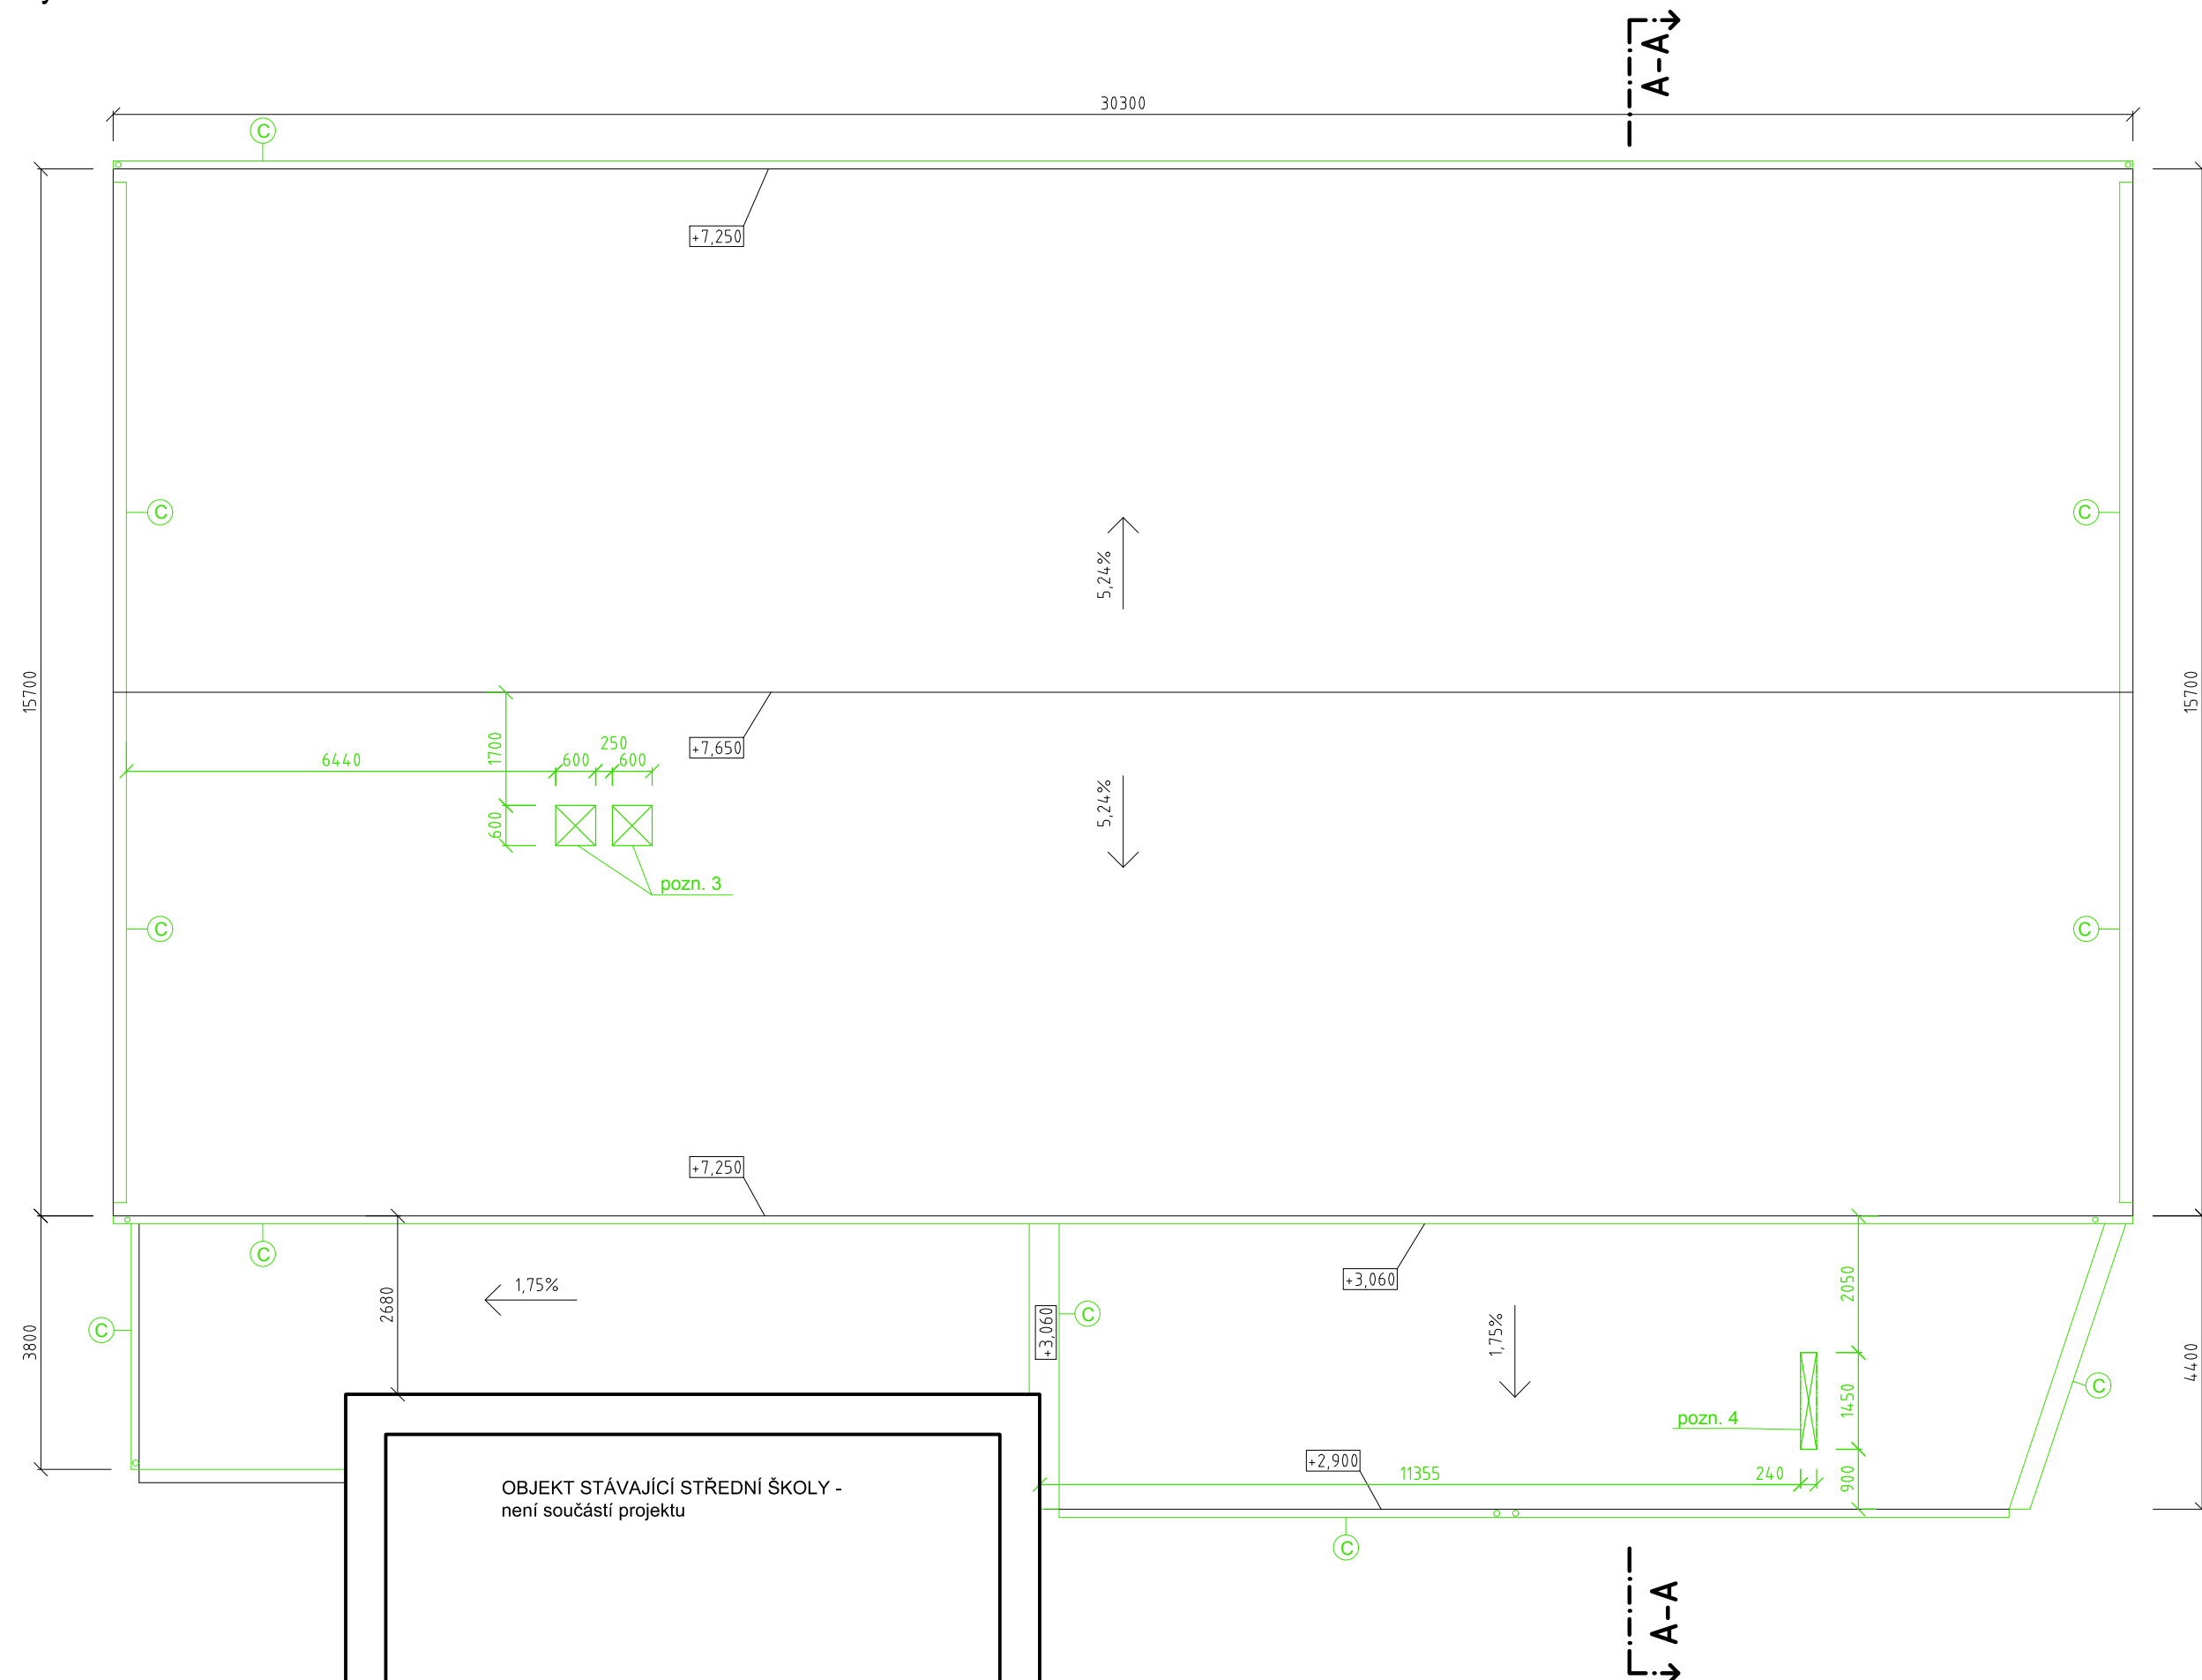 A-A
30300
C
+7,250
C
C
5,24%
15700
15700
1700
250
6440
600
600
+7,650
600
5,24%
pozn. 3
C
C
+7,250
C
1,75%
2680
3800
C
+3,060
C
+3,060
1,75%
2050
1450
4400
C
pozn. 4
+2,900
11355
240
900
OBJEKT STÁVAJÍCÍ STŘEDNÍ ŠKOLY -
není součástí projektu
C
A-A